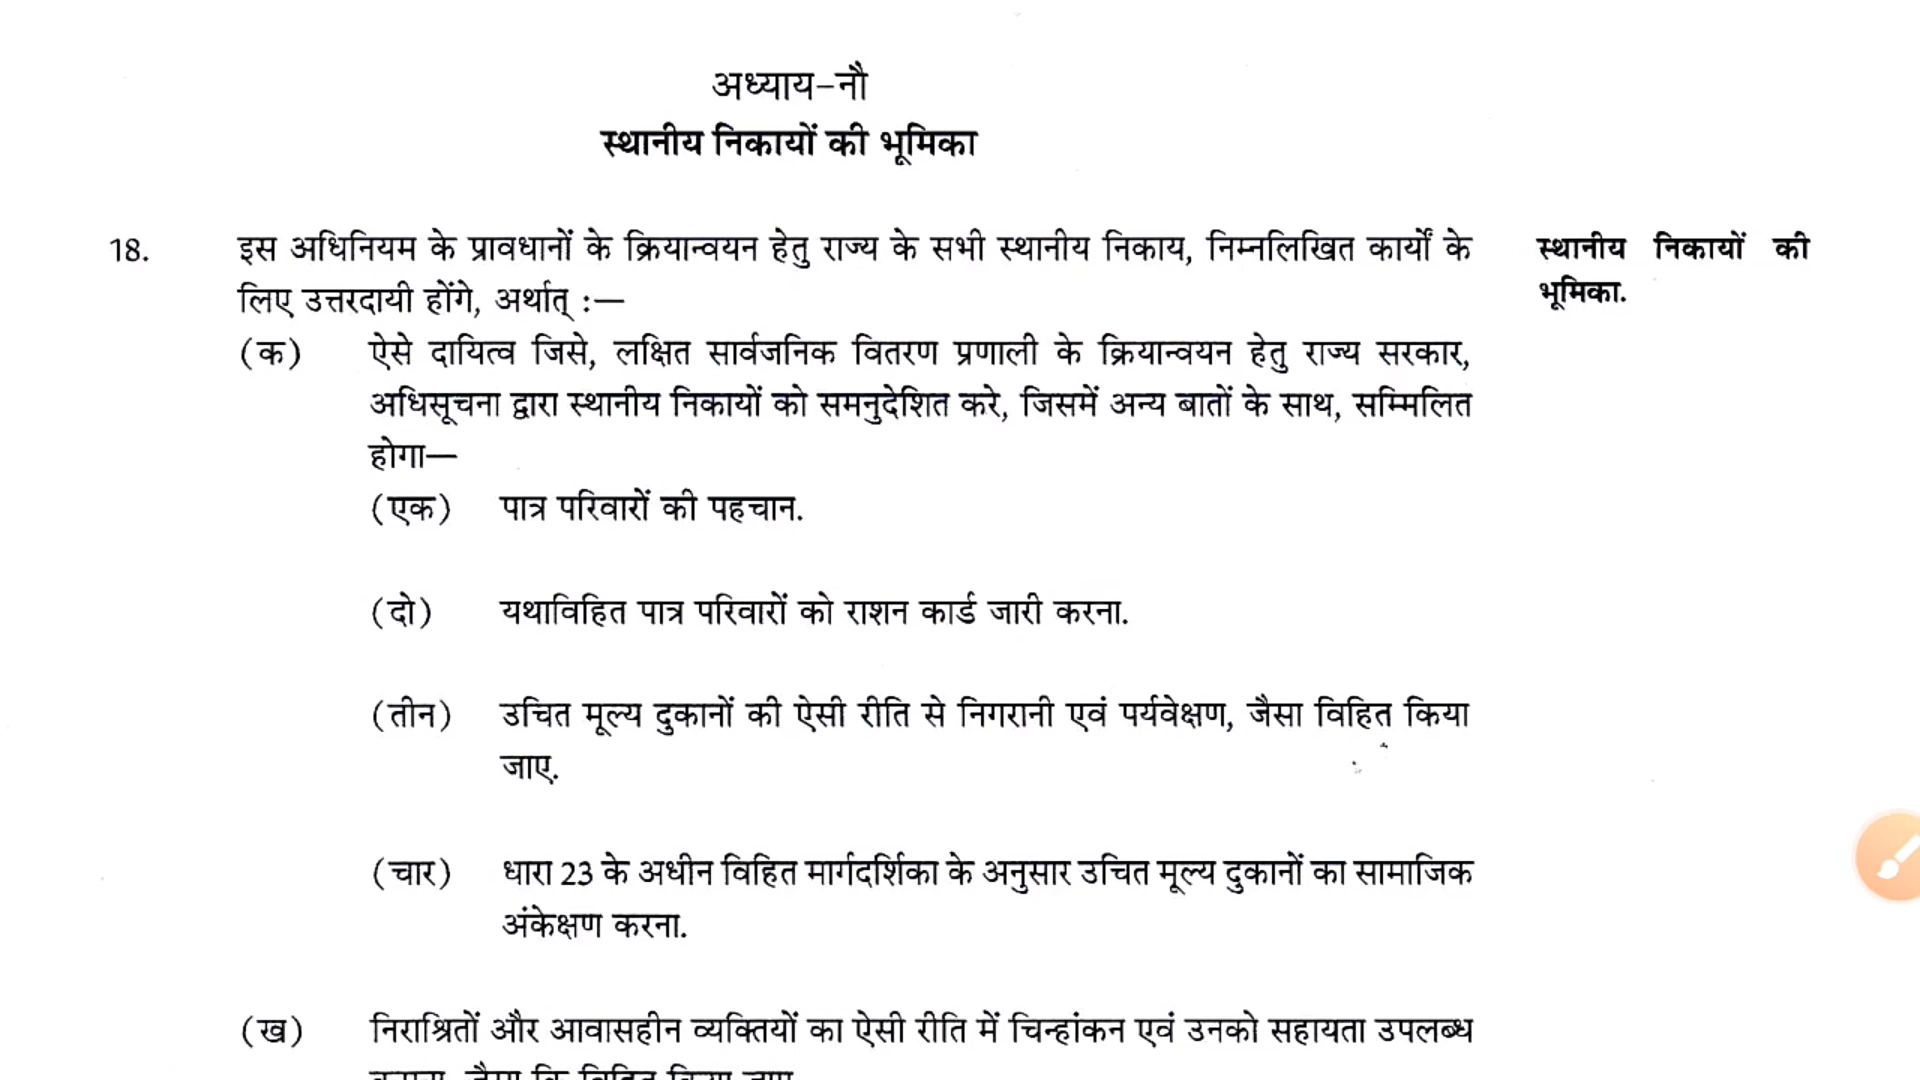 अध्याय–नौ
स्थानीय निकायों की भूमिका
18. इस अधिनियम के प्रावधानों के क्रियान्वयन हेतु राज्य के सभी स्थानीय निकाय, निम्नलिखित कार्यों के
लिए उत्तरदायी होंगे, अर्थात् :—
स्थानीय निकायों की
भूमिका.
(क) ऐसे दायित्व जिसे, लक्षित सार्वजनिक वितरण प्रणाली के क्रियान्वयन हेतु राज्य सरकार,
अधिसूचना द्वारा स्थानीय निकायों को समनुदेशित करे, जिसमें अन्य बातों के साथ, सम्मिलित
होगा—
(एक) पात्र परिवारों की पहचान.
(दो) यथाविहित पात्र परिवारों को राशन कार्ड जारी करना.
(तीन) उचित मूल्य दुकानों की ऐसी रीति से निगरानी एवं पर्यवेक्षण, जैसा विहित किया
जाए.
(चार) धारा 23 के अधीन विहित मार्गदर्शिका के अनुसार उचित मूल्य दुकानों का सामाजिक
अंकेक्षण करना.
(ख) निराश्रितों और आवासहीन व्यक्तियों का ऐसी रीति में चिन्हांकन एवं उनको सहायता उपलब्ध
जैसा कि विहित किया जाए